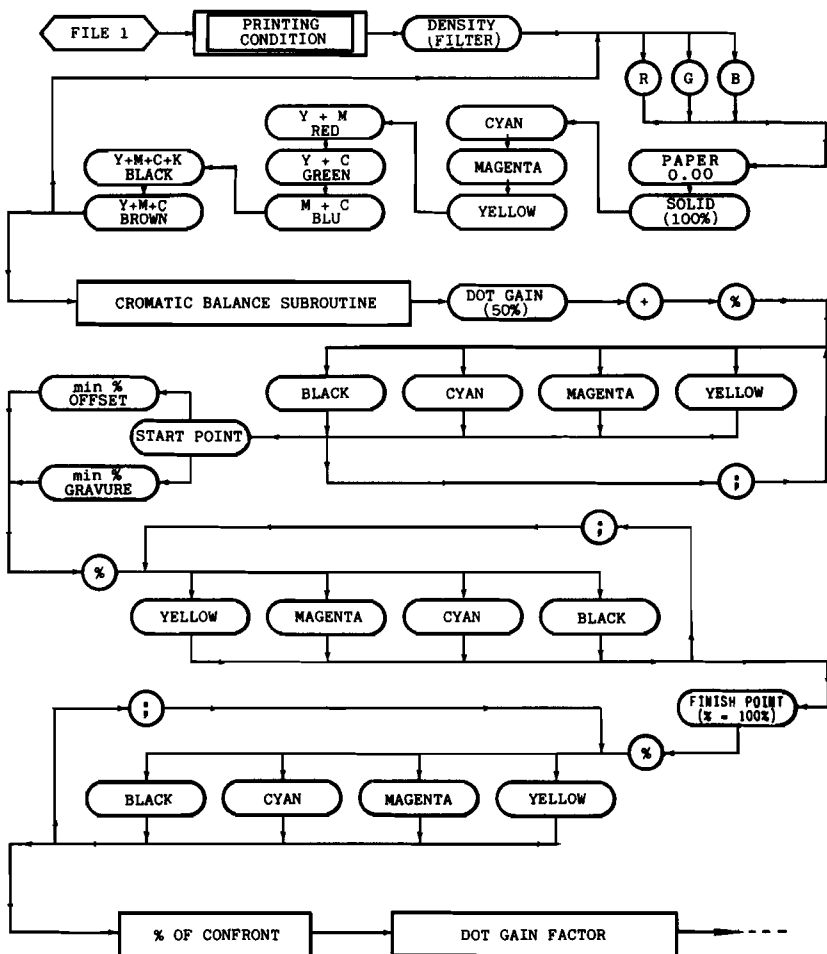 FILE 1
PRINTING
CONDITION
DENSITY
(FILTER)
R
G
B
Y + M
RED
CYAN
Y+M+C+K
BLACK
Y + C
GREEN
MAGENTA
PAPER
0.00
Y+M+C
BROWN
M + C
BLU
YELLOW
SOLID
(100%)
CROMATIC BALANCE SUBROUTINE
DOT GAIN
(50%)
+
%
min %
OFFSET
BLACK
CYAN
MAGENTA
YELLOW
START POINT
min %
GRAVURE
;
;
%
YELLOW
MAGENTA
CYAN
BLACK
;
FINISH POINT
(% = 100%)
%
BLACK
CYAN
MAGENTA
YELLOW
% OF CONFRONT
DOT GAIN FACTOR